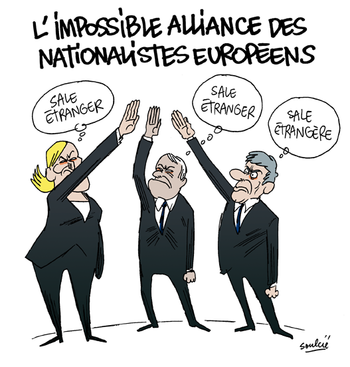 L'IMPOSSIBLE ALLIANCE DES
NATIONALISTES EUROPÉENS
SALE
ÉTRANGER
SALE
ÉTRANGER
SALE
ÉTRANGÈRE
Soulcié